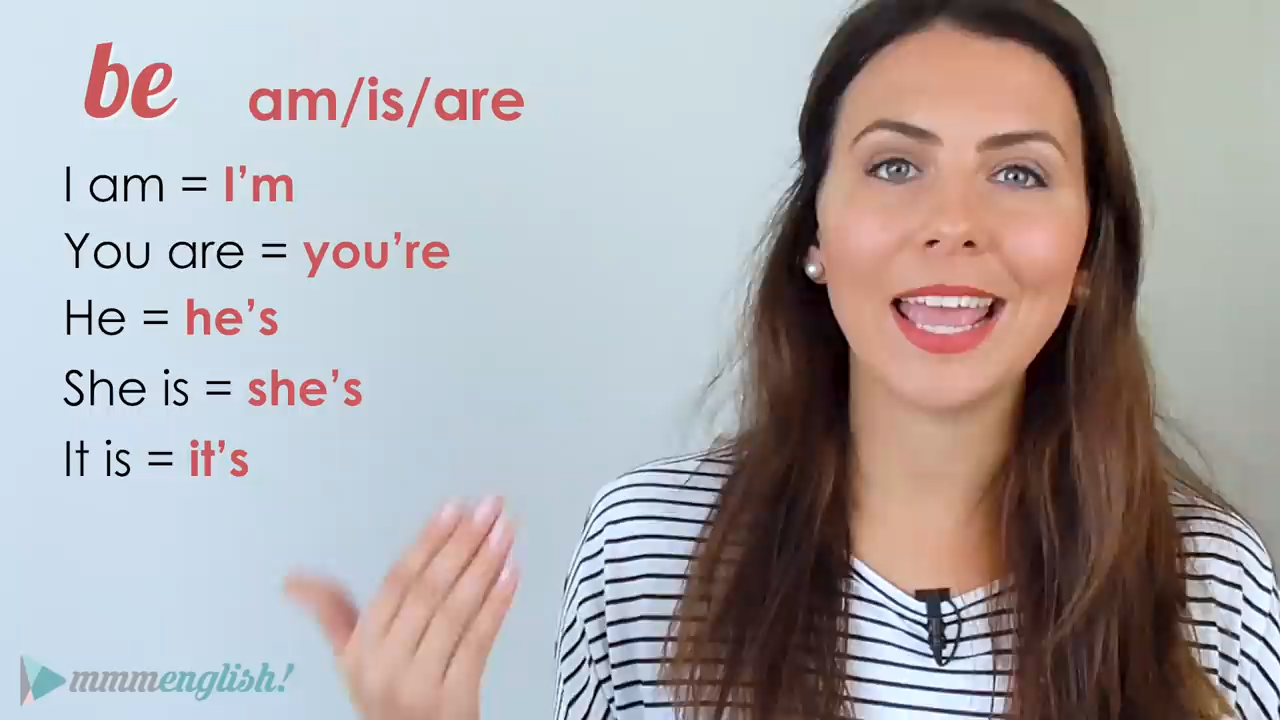 be am/is/are
I am = I'm
You are = you're
He = he's
She is = she's
It is = it's
mmmenglish!